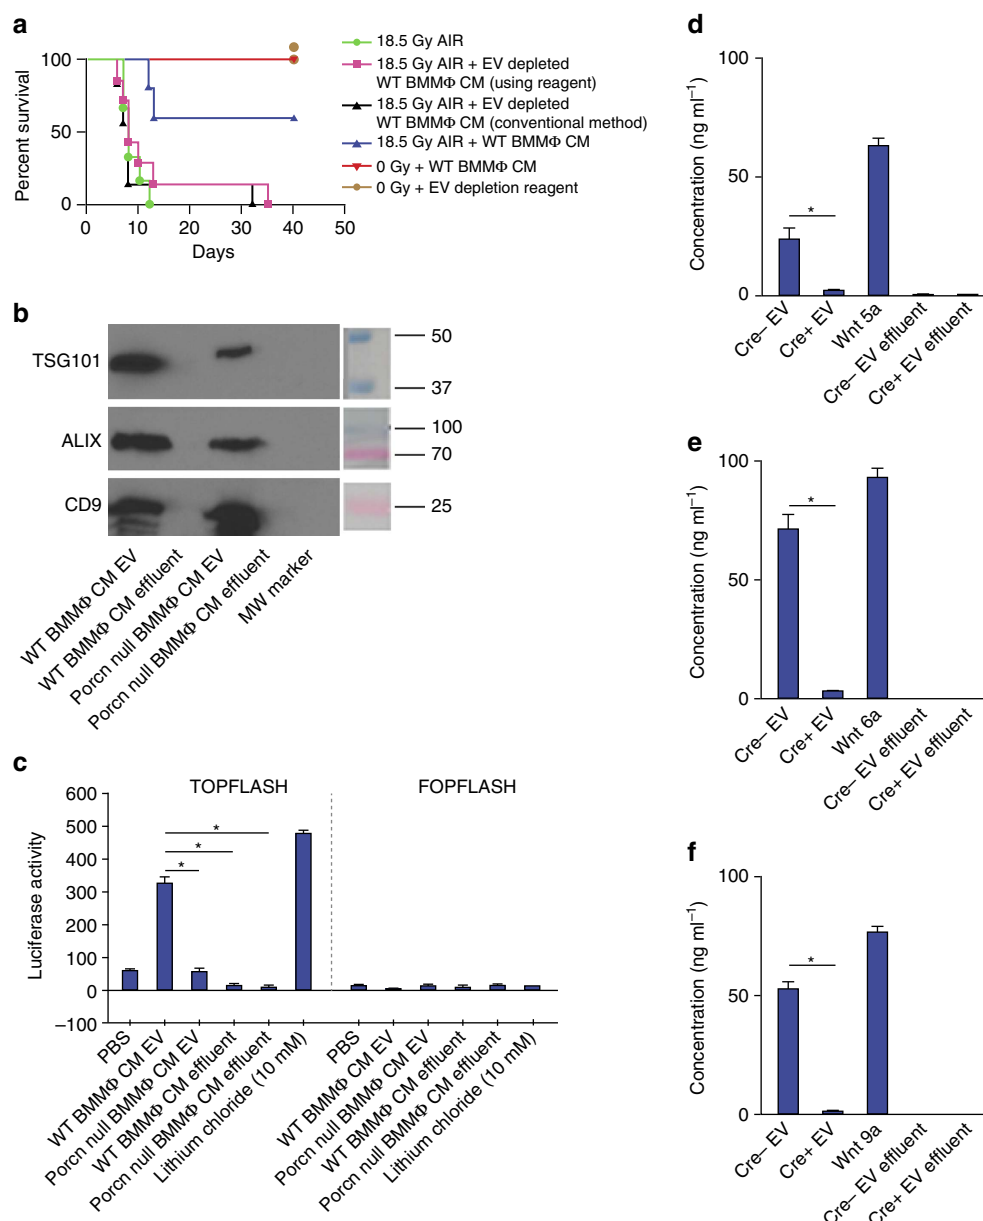 a
Percent survival
100
50
0
0
10
20
30
40
50
Days
18.5 Gy AIR
18.5 Gy AIR + EV depleted
WT BMMΦ CM (using reagent)
18.5 Gy AIR + EV depleted
WT BMMΦ CM (conventional method)
18.5 Gy AIR + WT BMMΦ CM
0 Gy + WT BMMΦ CM
0 Gy + EV depletion reagent
b
TSG101
50
37
ALIX
100
70
CD9
25
WT BMMΦ CM EV
WT BMMΦ CM effluent
Porcn null BMMΦ CM EV
Porcn null BMMΦ CM effluent
MW marker
c
TOPFLASH
FOPFLASH
Luciferase activity
600
500
400
300
200
100
0
−100
*
*
*
PBS
WT BMMΦ CM EV
Porcn null BMMΦ CM EV
WT BMMΦ CM effluent
Porcn null BMMΦ CM effluent
Lithium chloride (10 mM)
PBS
WT BMMΦ CM EV
Porcn null BMMΦ CM EV
WT BMMΦ CM effluent
Porcn null BMMΦ CM effluent
Lithium chloride (10 mM)
d
Concentration (ng ml⁻¹)
100
50
0
*
Cre− EV
Cre+ EV
Wnt 5a
Cre− EV effluent
Cre+ EV effluent
e
Concentration (ng ml⁻¹)
100
50
0
*
Cre− EV
Cre+ EV
Wnt 6a
Cre− EV effluent
Cre+ EV effluent
f
Concentration (ng ml⁻¹)
100
50
0
*
Cre− EV
Cre+ EV
Wnt 9a
Cre− EV effluent
Cre+ EV effluent